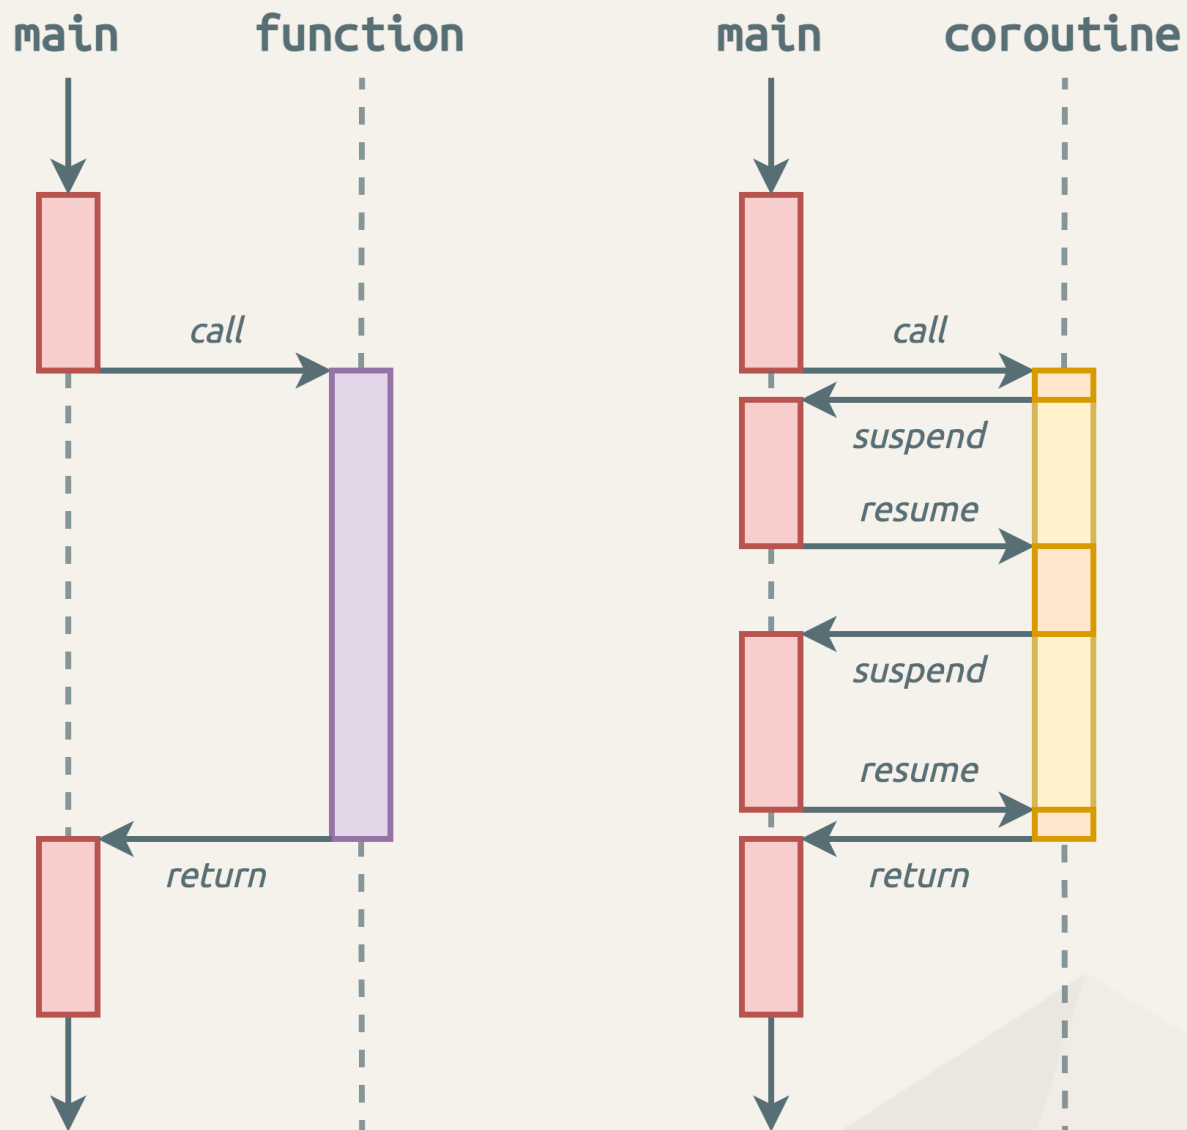 main
function
call
return
main
coroutine
call
suspend
resume
suspend
resume
return